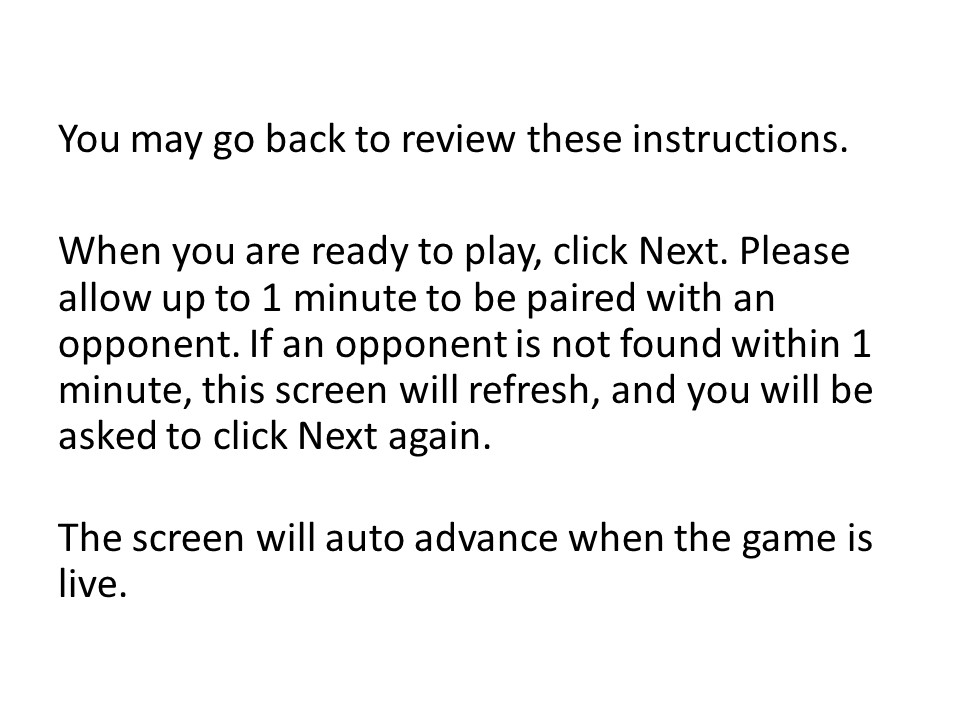 You may go back to review these instructions.
When you are ready to play, click Next. Please
allow up to 1 minute to be paired with an
opponent. If an opponent is not found within 1
minute, this screen will refresh, and you will be
asked to click Next again.
The screen will auto advance when the game is
live.